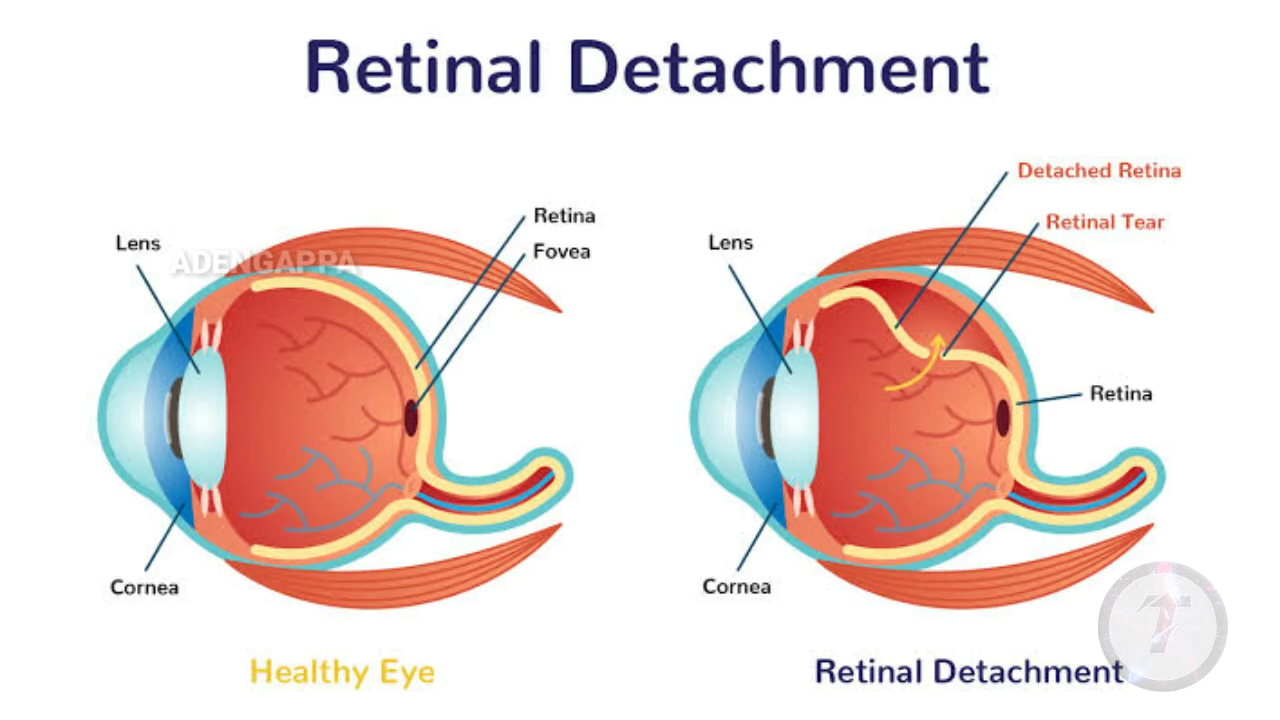 Retinal Detachment
Lens
ADENGAPPA
Retina
Fovea
Cornea
Healthy Eye
Detached Retina
Retinal Tear
Lens
Retina
Cornea
Retinal Detachment
T